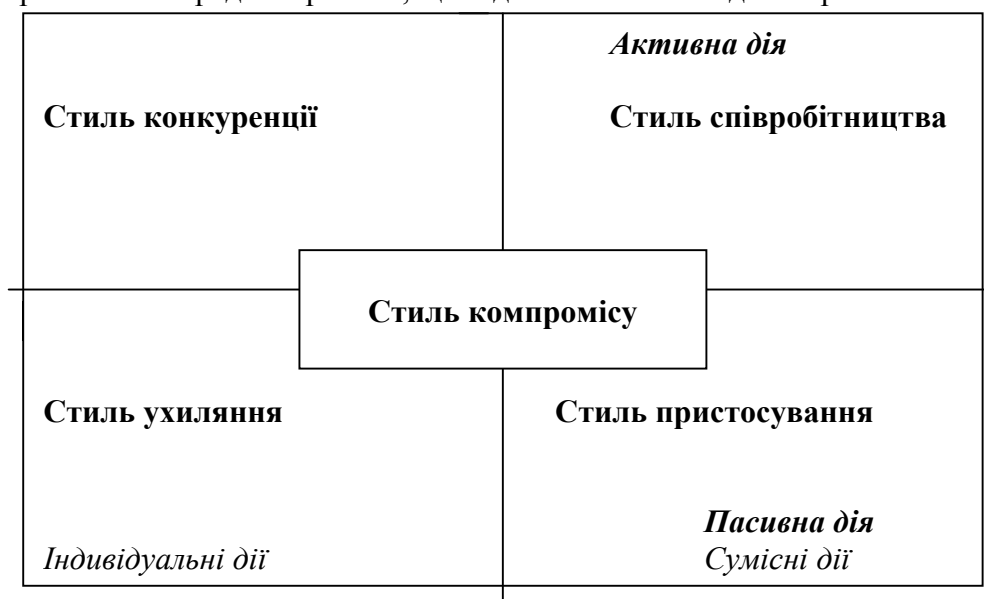 Активна дія
Стиль конкуренції Стиль співробітництва
Стиль компромісу
Стиль ухиляння Стиль пристосування
Пасивна дія
Індивідуальні дії Сумісні дії